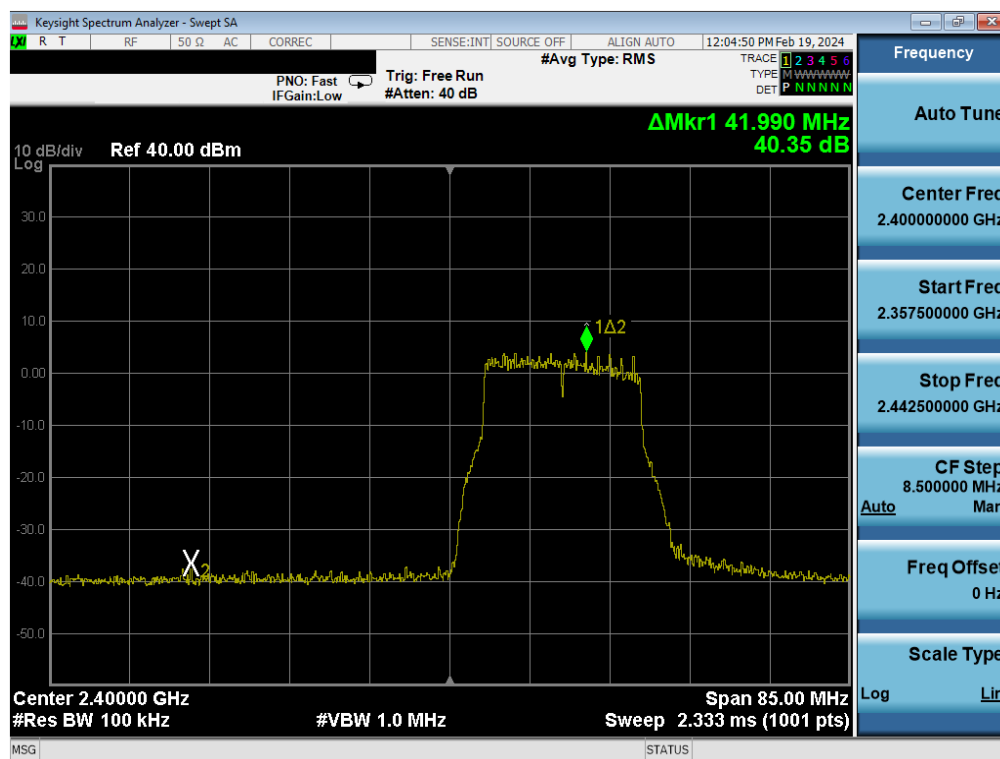 Keysight Spectrum Analyzer - Swept SA
LXI R T RF 50 Ω AC CORREC SENSE:INT SOURCE OFF ALIGN AUTO 12:04:50 PM Feb 19, 2024
#Avg Type: RMS
TRACE 1 2 3 4 5 6
PNO: Fast Trig: Free Run TYPE M W W W W W
IFGain:Low #Atten: 40 dB DET P N N N N N
ΔMkr1 41.990 MHz
40.35 dB
10 dB/div Ref 40.00 dBm
Log
30.0
20.0
10.0
0.00
-10.0
-20.0
-30.0
-40.0
-50.0
1Δ2
X2
Center 2.40000 GHz Span 85.00 MHz
#Res BW 100 kHz #VBW 1.0 MHz Sweep 2.333 ms (1001 pts)
MSG STATUS
Frequency
Auto Tune
Center Freq
2.400000000 GHz
Start Freq
2.357500000 GHz
Stop Freq
2.442500000 GHz
CF Step
8.500000 MHz
Auto Man
Freq Offset
0 Hz
Scale Type
Log Lin